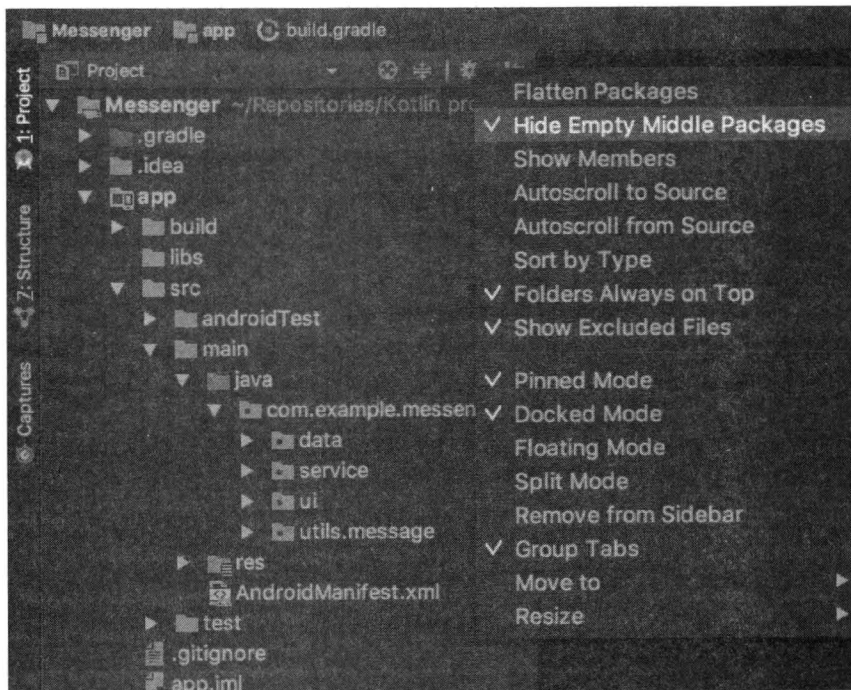 Messenger app build.gradle
Project
Messenger ~/Repositories/Kotlin pro
.gradle
.idea
app
build
libs
src
androidTest
main
java
com.example.messen
data
service
ui
utils.message
res
AndroidManifest.xml
test
.gitignore
app.iml
1: Project
7: Structure
Captures
Flatten Packages
Hide Empty Middle Packages
Show Members
Autoscroll to Source
Autoscroll from Source
Sort by Type
Folders Always on Top
Show Excluded Files
Pinned Mode
Docked Mode
Floating Mode
Split Mode
Remove from Sidebar
Group Tabs
Move to
Resize